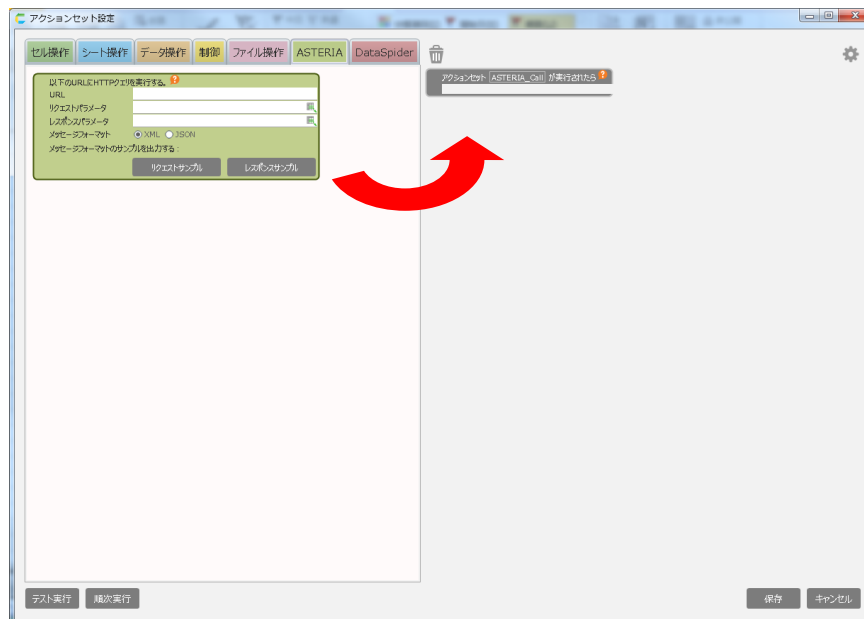 アクションセット設定
セル操作 シート操作 データ操作 制御 ファイル操作 ASTERIA DataSpider
以下のURLにHTTPクエリを実行する。 ?
URL
リクエストパラメータ
レスポンスパラメータ
メッセージフォーマット XML JSON
メッセージフォーマットのサンプルを出力する :
リクエストサンプル レスポンスサンプル
アクションセット ASTERIA_Call が実行されたら ?
テスト実行 順次実行
保存 キャンセル